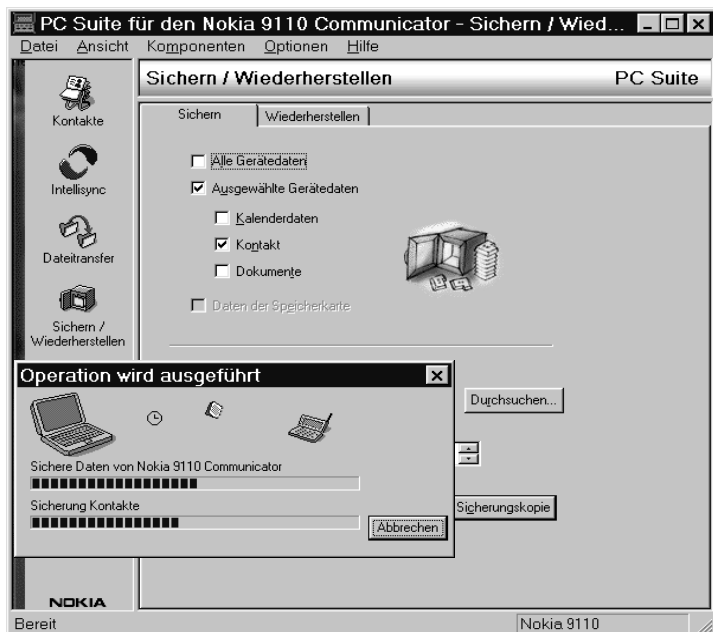 PC Suite für den Nokia 9110 Communicator - Sichern / Wied...
Datei Ansicht Komponenten Optionen Hilfe
Sichern / Wiederherstellen PC Suite
Kontakte
Intellisync
Dateitransfer
Sichern /
Wiederherstellen
Sichern Wiederherstellen
Alle Gerätedaten
Ausgewählte Gerätedaten
Kalenderdaten
Kontakt
Dokumente
Daten der Speicherkarte
Durchsuchen...
Sicherungskopie
Operation wird ausgeführt
Sichere Daten von Nokia 9110 Communicator
Sicherung Kontakte
Abbrechen
NOKIA
Bereit Nokia 9110